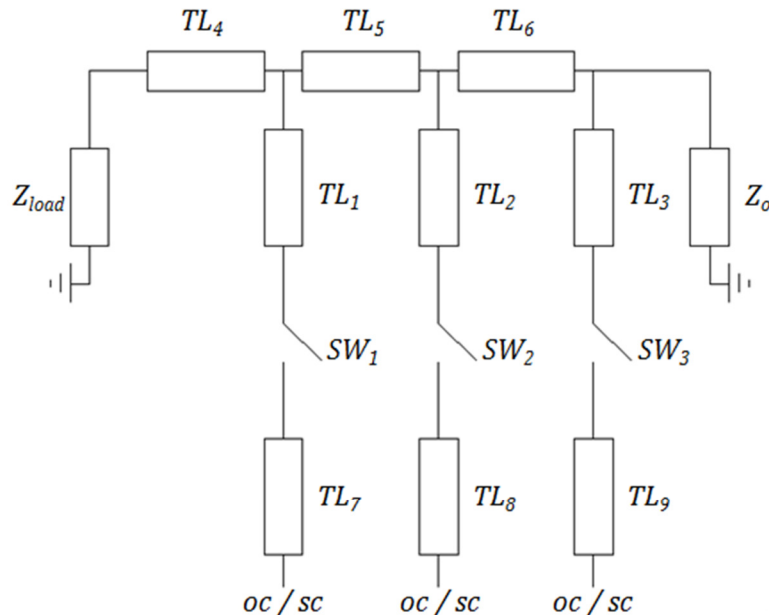 TL4 TL5 TL6
Zload TL1 TL2 TL3 Zo
SW1 SW2 SW3
TL7 TL8 TL9
oc / sc oc / sc oc / sc